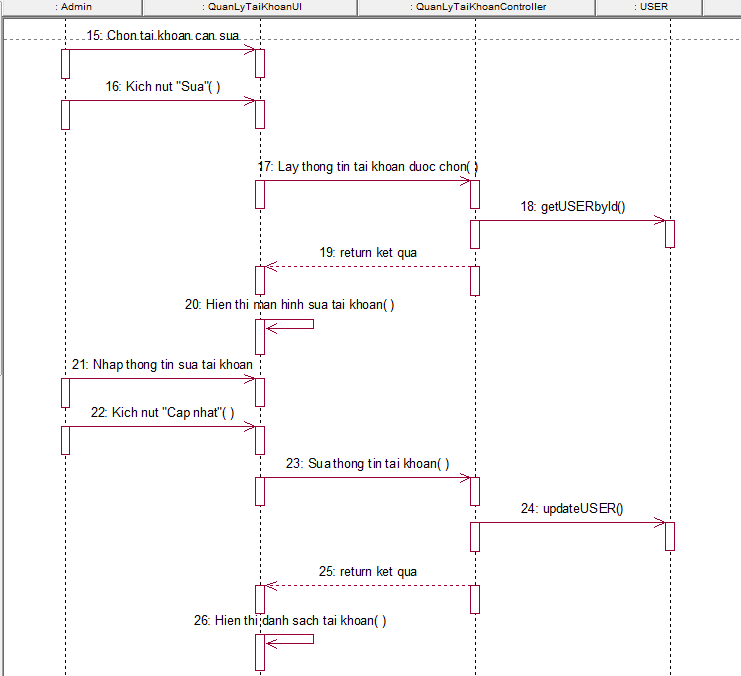 : Admin
: QuanLyTaiKhoanUI
: QuanLyTaiKhoanController
: USER
15: Chon tai khoan can sua
16: Kich nut "Sua"( )
17: Lay thong tin tai khoan duoc chon( )
18: getUSERbyId()
19: return ket qua
20: Hien thi man hinh sua tai khoan( )
21: Nhap thong tin sua tai khoan
22: Kich nut "Cap nhat"( )
23: Sua thong tin tai khoan( )
24: updateUSER()
25: return ket qua
26: Hien thi danh sach tai khoan( )